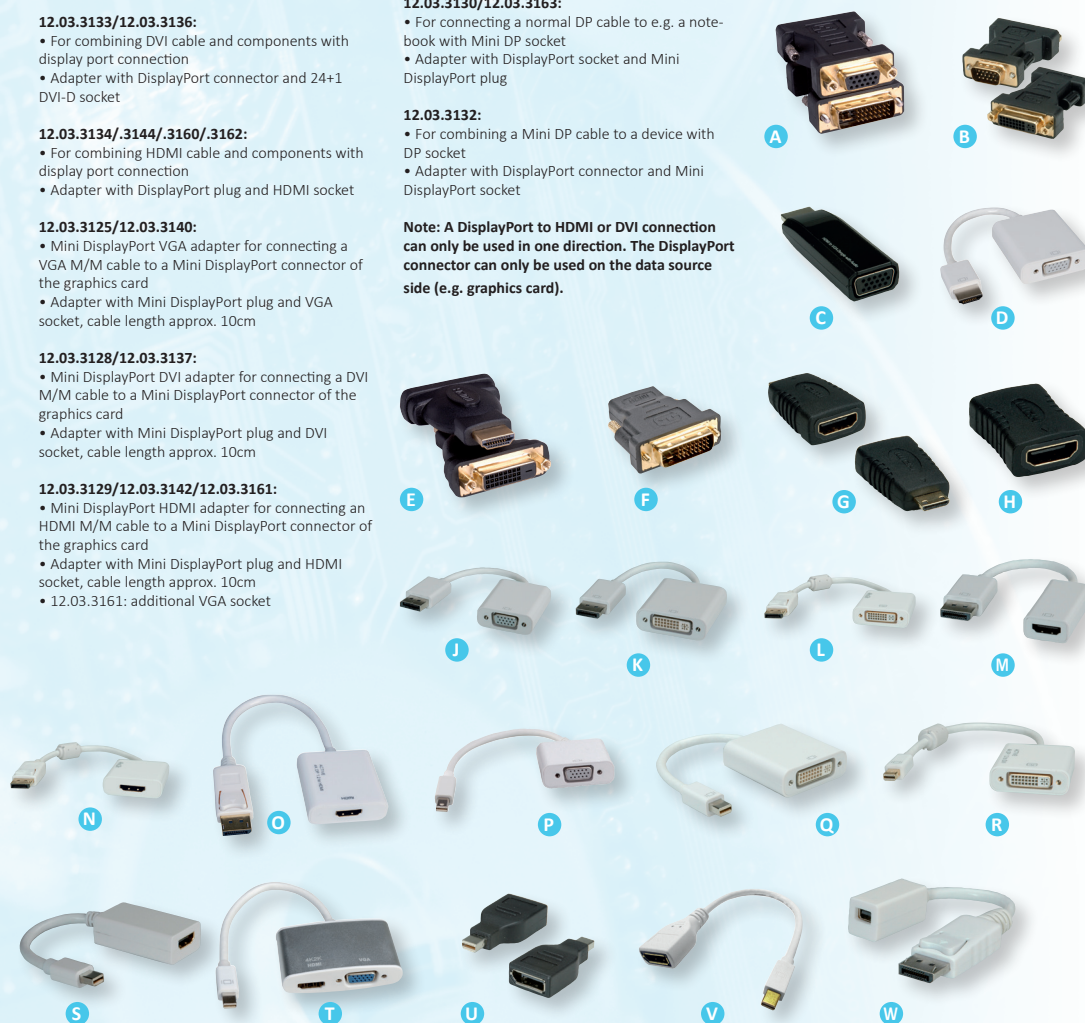 12.03.3133/12.03.3136:
• For combining DVI cable and components with
display port connection
• Adapter with DisplayPort connector and 24+1
DVI-D socket
12.03.3134/.3144/.3160/.3162:
• For combining HDMI cable and components with
display port connection
• Adapter with DisplayPort plug and HDMI socket
12.03.3125/12.03.3140:
• Mini DisplayPort VGA adapter for connecting a
VGA M/M cable to a Mini DisplayPort connector of
the graphics card
• Adapter with Mini DisplayPort plug and VGA
socket, cable length approx. 10cm
12.03.3128/12.03.3137:
• Mini DisplayPort DVI adapter for connecting a DVI
M/M cable to a Mini DisplayPort connector of the
graphics card
• Adapter with Mini DisplayPort plug and DVI
socket, cable length approx. 10cm
12.03.3129/12.03.3142/12.03.3161:
• Mini DisplayPort HDMI adapter for connecting an
HDMI M/M cable to a Mini DisplayPort connector of
the graphics card
• Adapter with Mini DisplayPort plug and HDMI
socket, cable length approx. 10cm
• 12.03.3161: additional VGA socket
12.03.3130/12.03.3163:
• For connecting a normal DP cable to e.g. a note-
book with Mini DP socket
• Adapter with DisplayPort socket and Mini
DisplayPort plug
12.03.3132:
• For combining a Mini DP cable to a device with
DP socket
• Adapter with DisplayPort connector and Mini
DisplayPort socket
Note: A DisplayPort to HDMI or DVI connection
can only be used in one direction. The DisplayPort
connector can only be used on the data source
side (e.g. graphics card).
A
B
C
D
E
F
G
H
J
K
L
M
N
O
P
Q
R
4K2K
HDMI
VGA
S
T
U
V
W